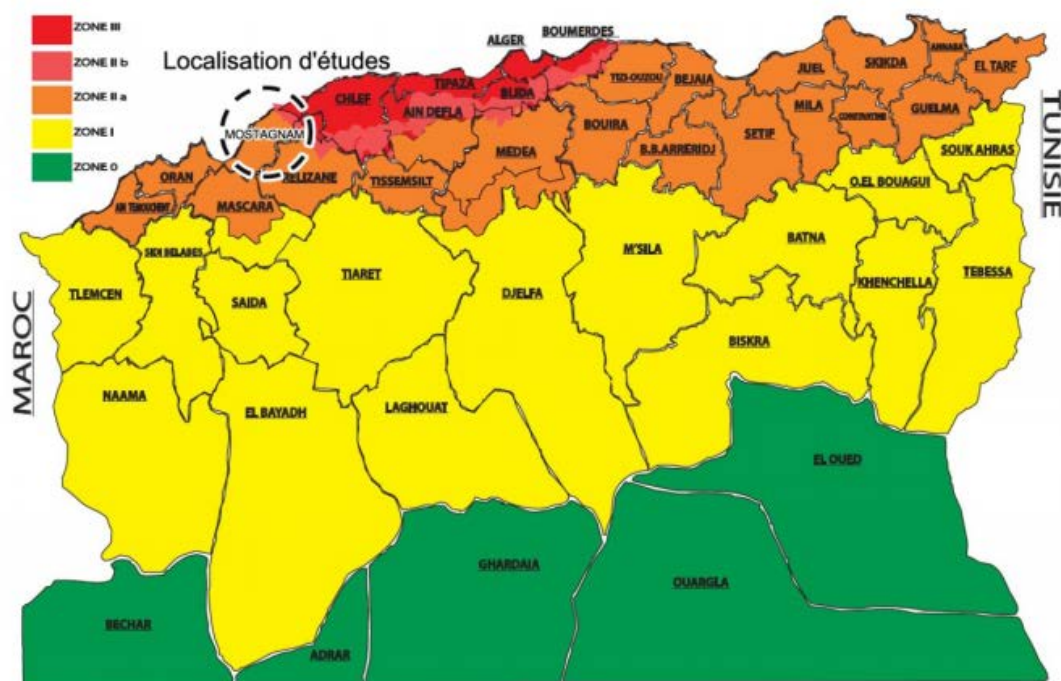 ZONE III
ZONE II b
ZONE II a
ZONE I
ZONE 0
Localisation d'études
ALGER
BOUMERDES
TIPAZA
BLIDA
CHLEF
AIN DEFLA
MOSTAGNAM
TIZI-OUZOU
BEJAIA
JIJEL
SKIKDA
ANNABA
EL TARF
MILA
CONSTANTINE
GUELMA
BOUIRA
SETIF
B.B.ARRERIDJ
MEDEA
SOUK AHRAS
O.EL BOUAGUI
ORAN
RELIZANE
TISSEMSILT
AIN TEMOUCHENT
MASCARA
TUNISIE
MAROC
SIDI BELABES
TLEMCEN
SAIDA
TIARET
DJELFA
M'SILA
BATNA
KHENCHELLA
TEBESSA
BISKRA
NAAMA
EL BAYADH
LAGHOUAT
EL OUED
GHARDAIA
OUARGLA
BECHAR
ADRAR